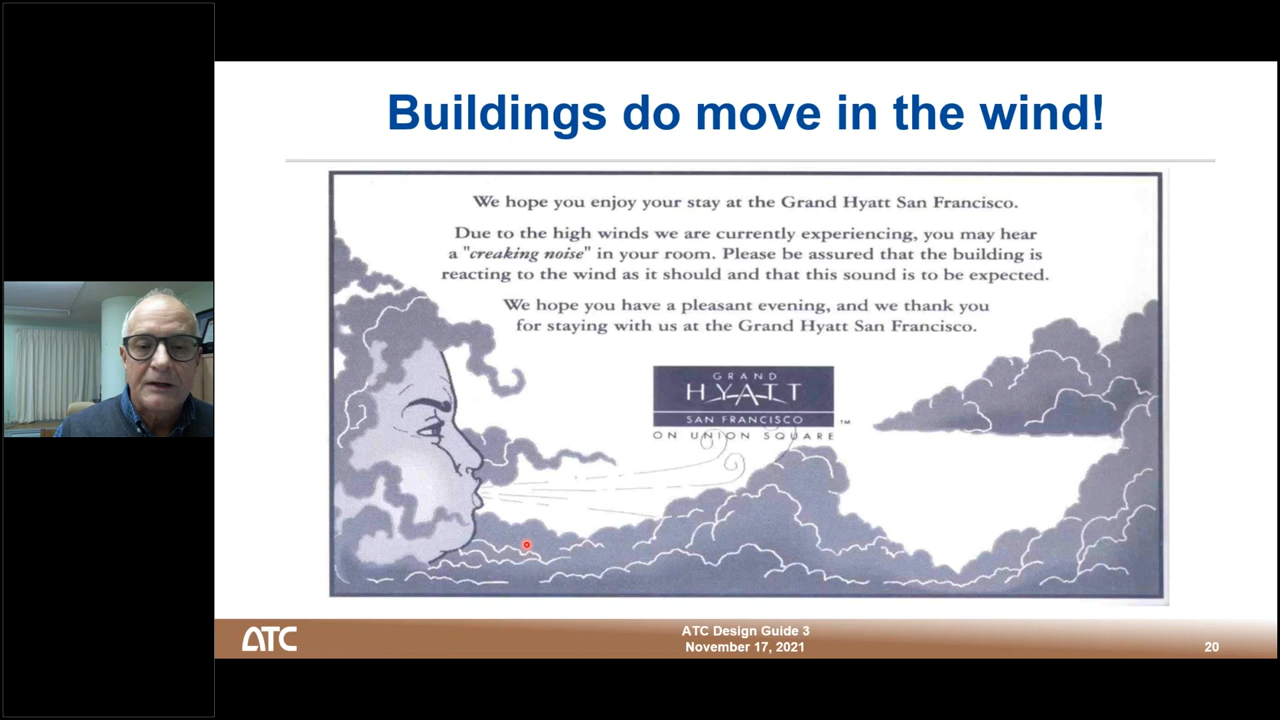 Buildings do move in the wind!
We hope you enjoy your stay at the Grand Hyatt San Francisco.
Due to the high winds we are currently experiencing, you may hear
a "creaking noise" in your room. Please be assured that the building is
reacting to the wind as it should and that this sound is to be expected.
We hope you have a pleasant evening, and we thank you
for staying with us at the Grand Hyatt San Francisco.
GRAND
HYATT
SAN FRANCISCO
TM
ON UNION SQUARE
ATC
ATC Design Guide 3
November 17, 2021
20